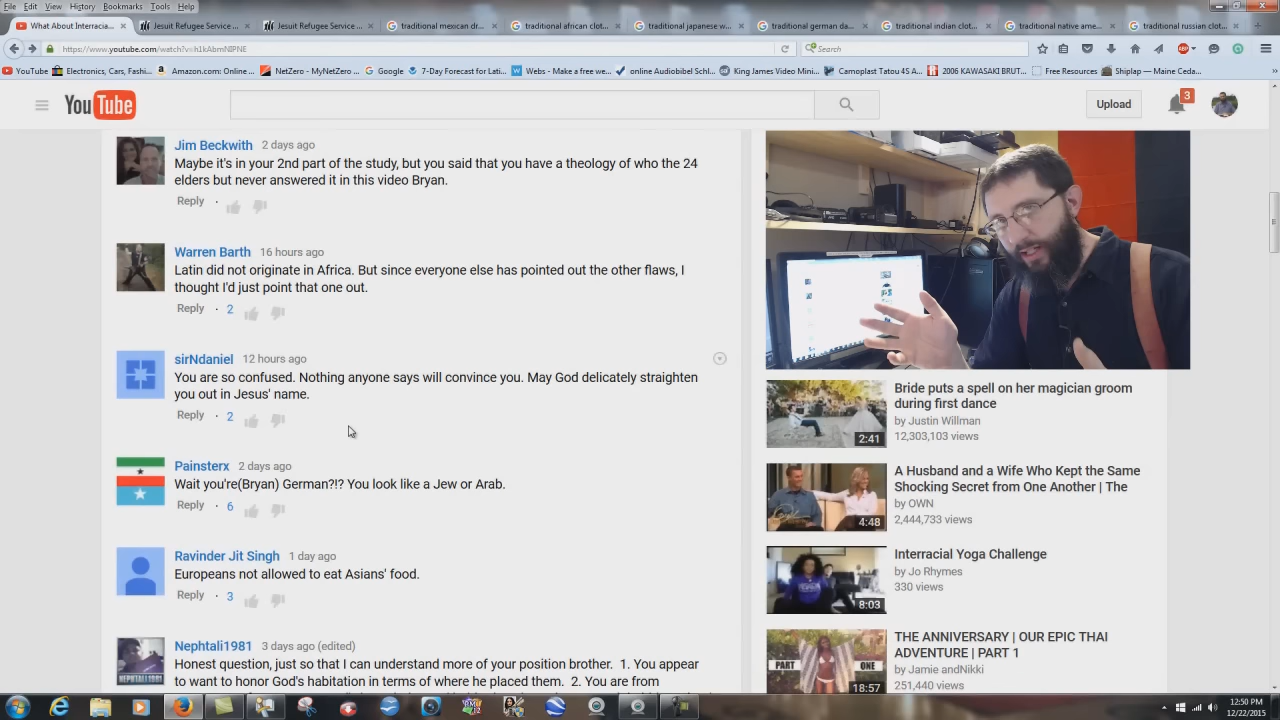 File Edit View History Bookmarks Tools Help
What About Interracia...
Jesuit Refugee Service ...
Jesuit Refugee Service ...
traditional mexican dr...
traditional african clot...
traditional japanese w...
traditional german da...
traditional indian clot...
traditional native ame...
traditional russian clot...
Search
YouTube
Electronics, Cars, Fashi...
Amazon.com: Online ...
NetZero - MyNetZero ...
Google
7-Day Forecast for Lati...
Webs - Make a free we...
online Audiobibel Schl...
King James Video Mini...
Camoplast Tatou 4S A...
2006 KAWASAKI BRUT...
Free Resources
Shiplap — Maine Ceda...
YouTube
Upload
3
Jim Beckwith 2 days ago
Maybe it's in your 2nd part of the study, but you said that you have a theology of who the 24
elders but never answered it in this video Bryan.
Reply ·
Warren Barth 16 hours ago
Latin did not originate in Africa. But since everyone else has pointed out the other flaws, I
thought I'd just point that one out.
Reply · 2
sirNdaniel 12 hours ago
You are so confused. Nothing anyone says will convince you. May God delicately straighten
you out in Jesus' name.
Reply · 2
Painsterx 2 days ago
Wait you're(Bryan) German?!? You look like a Jew or Arab.
Reply · 6
Ravinder Jit Singh 1 day ago
Europeans not allowed to eat Asians' food.
Reply · 3
Nephtali1981 3 days ago (edited)
Honest question, just so that I can understand more of your position brother. 1. You appear
to want to honor God's habitation in terms of where he placed them. 2. You are from
NEPHTALI1981
Bride puts a spell on her magician groom
during first dance
by Justin Willman
12,303,103 views
2:41
A Husband and a Wife Who Kept the Same
Shocking Secret from One Another | The
by OWN
2,444,733 views
4:48
Interracial Yoga Challenge
by Jo Rhymes
330 views
8:03
THE ANNIVERSARY | OUR EPIC THAI
ADVENTURE | PART 1
by Jamie andNikki
251,440 views
PART ONE
18:57
12:50 PM
12/22/2015